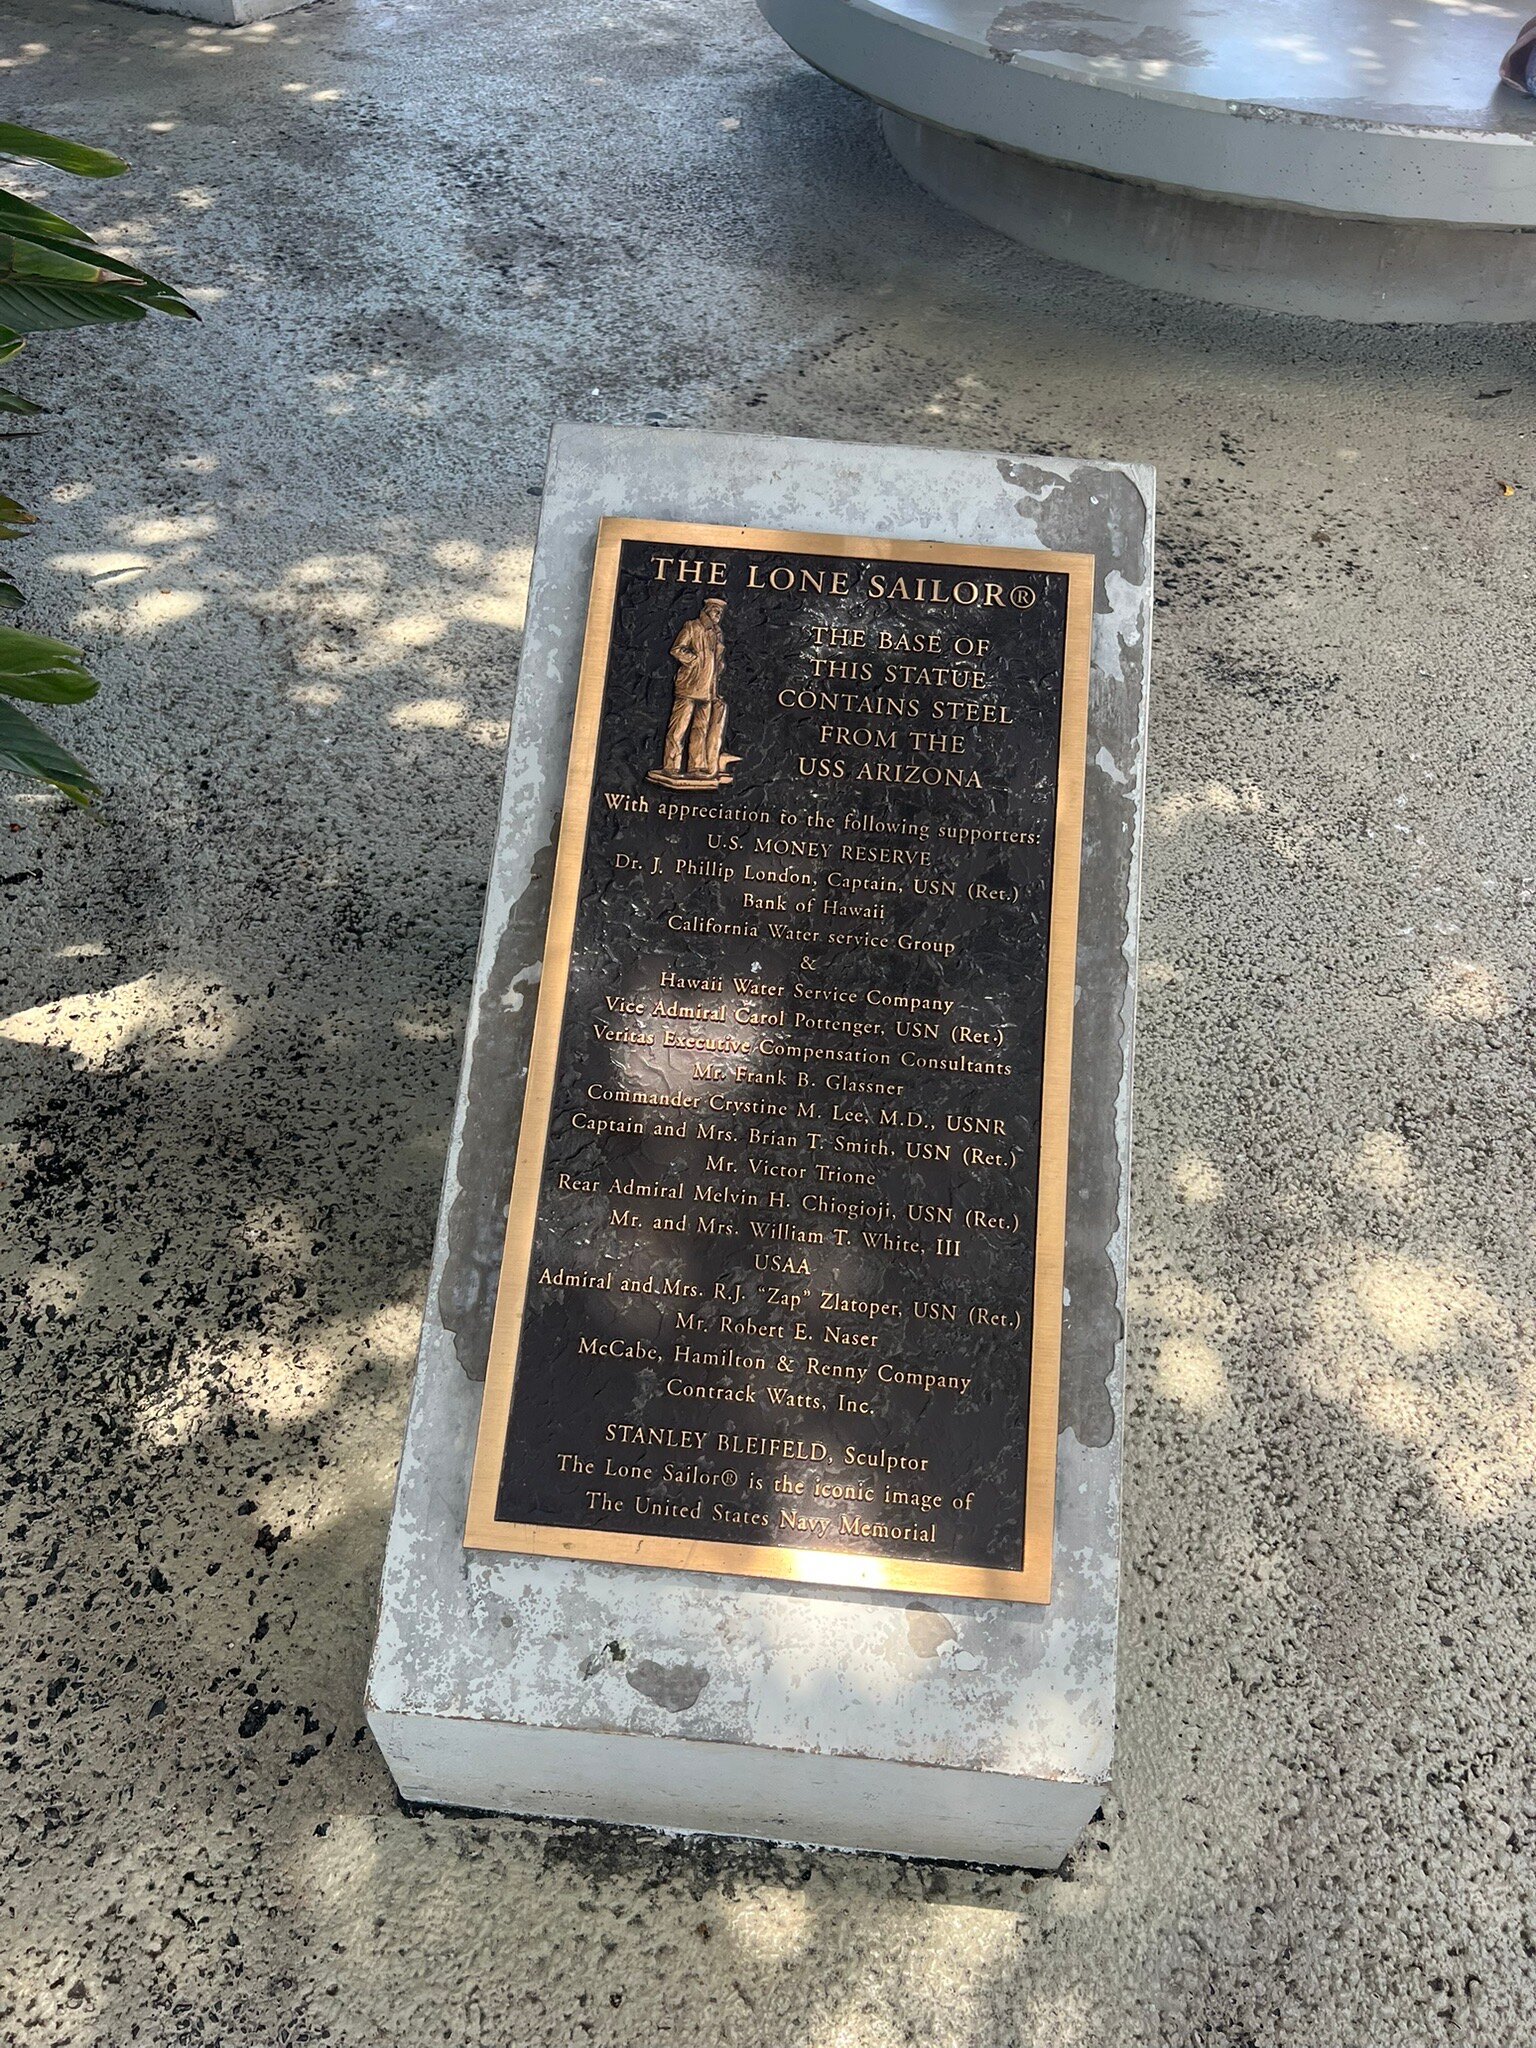 THE LONE SAILOR®
THE BASE OF
THIS STATUE
CONTAINS STEEL
FROM THE
USS ARIZONA
With appreciation to the following supporters:
U.S. MONEY RESERVE
Dr. J. Phillip London, Captain, USN (Ret.)
Bank of Hawaii
California Water service Group
&
Hawaii Water Service Company
Vice Admiral Carol Pottenger, USN (Ret.)
Veritas Executive Compensation Consultants
Mr. Frank B. Glassner
Commander Crystine M. Lee, M.D., USNR
Captain and Mrs. Brian T. Smith, USN (Ret.)
Mr. Victor Trione
Rear Admiral Melvin H. Chiogioji, USN (Ret.)
Mr. and Mrs. William T. White, III
USAA
Admiral and Mrs. R.J. “Zap” Zlatoper, USN (Ret.)
Mr. Robert E. Naser
McCabe, Hamilton & Renny Company
Contrack Watts, Inc.
STANLEY BLEIFELD, Sculptor
The Lone Sailor® is the iconic image of
The United States Navy Memorial